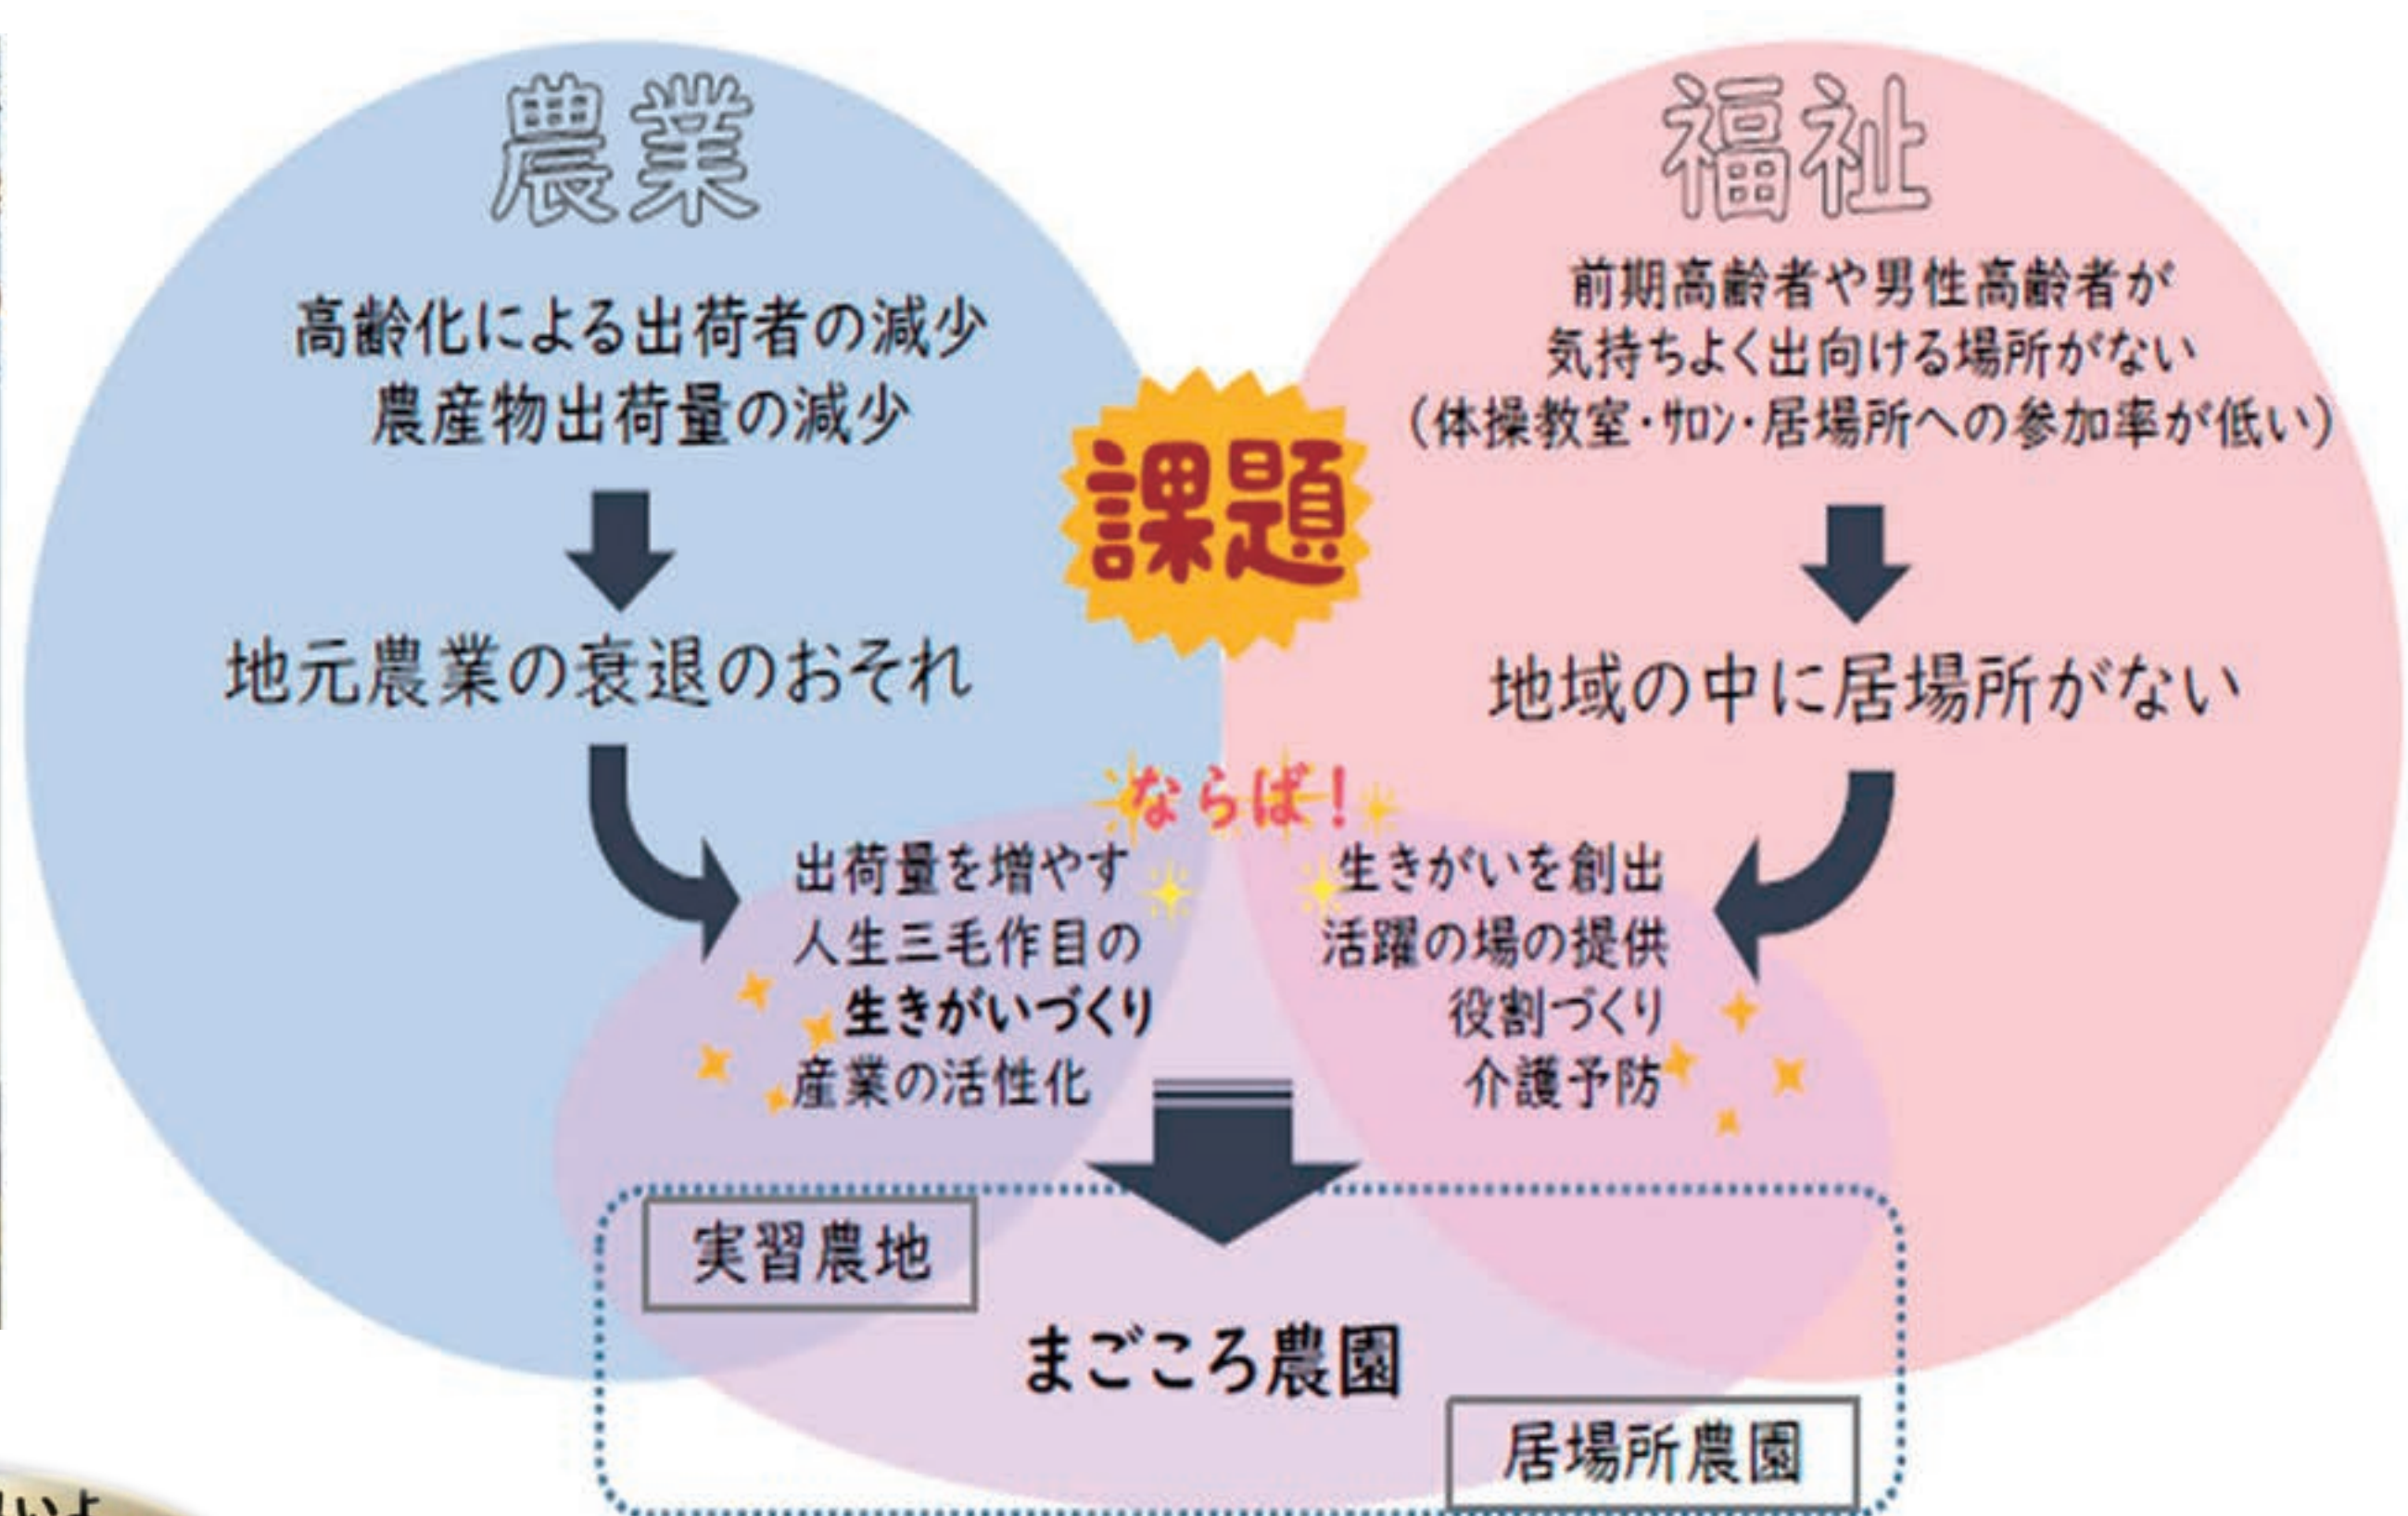 農業
高齢化による出荷者の減少
農産物出荷量の減少
地元農業の衰退のおそれ
福祉
前期高齢者や男性高齢者が
気持ちよく出向ける場所がない
(体操教室・ｻﾛﾝ・居場所への参加率が低い)
地域の中に居場所がない
課題
ならば!
出荷量を増やす
人生三毛作目の
生きがいづくり
産業の活性化
生きがいを創出
活躍の場の提供
役割づくり
介護予防
実習農地
まごころ農園
居場所農園
いよ